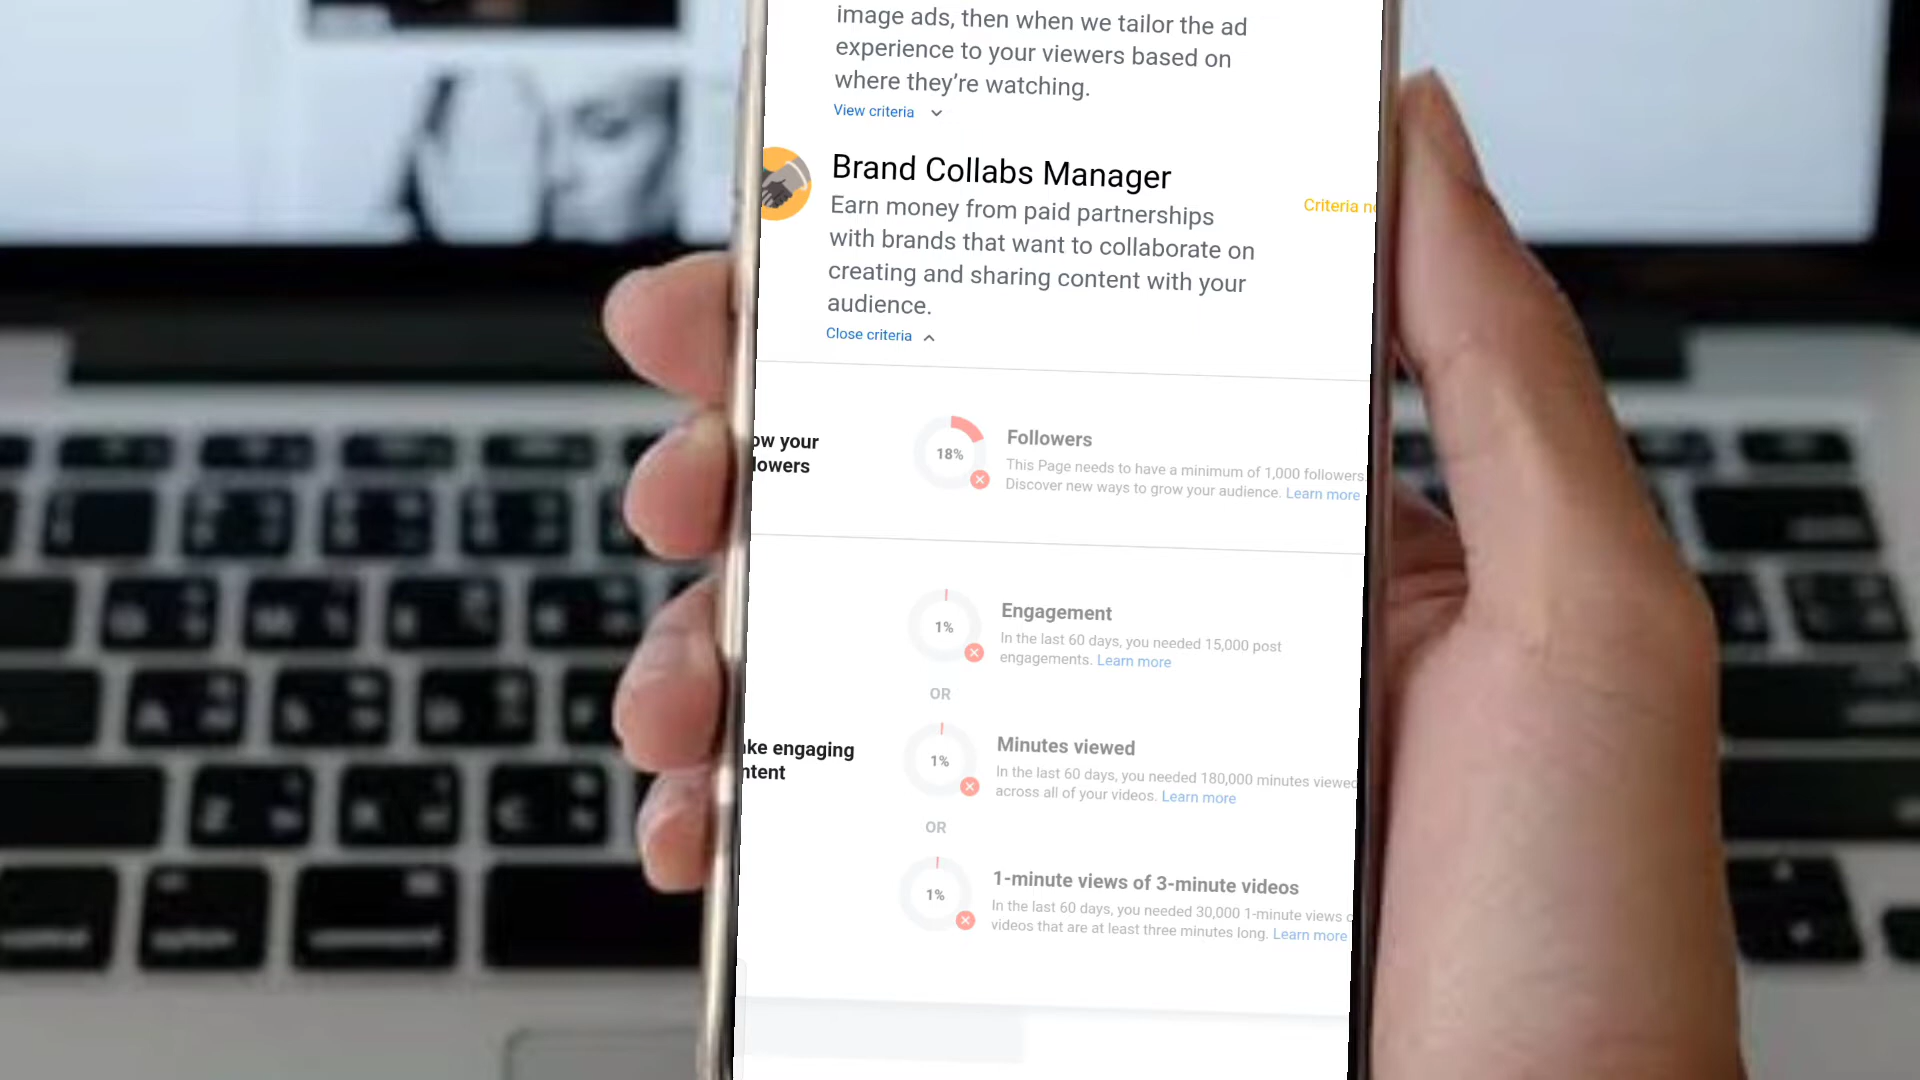 image ads, then when we tailor the ad
experience to your viewers based on
where they're watching.
View criteria
Brand Collabs Manager
Criteria
Earn money from paid partnerships
with brands that want to collaborate on
creating and sharing content with your
audience.
Close criteria
ow your
lowers
18%
Followers
This Page needs to have a minimum of 1,000 followers.
Discover new ways to grow your audience. Learn more
1%
Engagement
In the last 60 days, you needed 15,000 post
engagements. Learn more
OR
ke engaging
ntent
1%
Minutes viewed
In the last 60 days, you needed 180,000 minutes viewed
across all of your videos. Learn more
OR
1%
1-minute views of 3-minute videos
In the last 60 days, you needed 30,000 1-minute views
videos that are at least three minutes long. Learn more